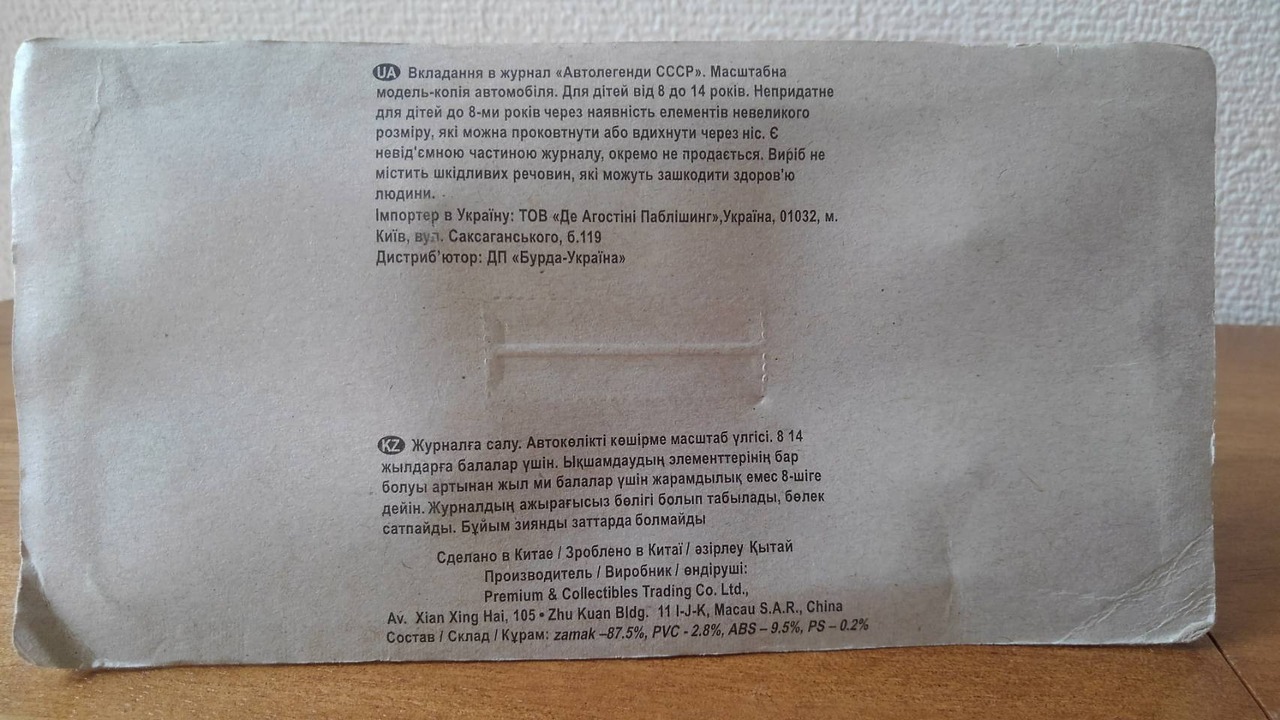 UA Вкладання в журнал «Автолегенди СССР». Масштабна
модель-копія автомобіля. Для дітей від 8 до 14 років. Непридатне
для дітей до 8-ми років через наявність елементів невеликого
розміру, які можна проковтнути або вдихнути через ніс. Є
невід'ємною частиною журналу, окремо не продається. Виріб не
містить шкідливих речовин, які можуть зашкодити здоров'ю
людини.
Імпортер в Україну: ТОВ «Де Агостіні Паблішинг»,Україна, 01032, м.
Київ, вул. Саксаганського, б.119
Дистриб'ютор: ДП «Бурда-Україна»
KZ Журналға салу. Автокөлікті көшірме масштаб үлгісі. 8 14
жылдарға балалар үшін. Ықшамдаудың элементтерінің бар
болуы артынан жыл ми балалар үшін жарамдылық емес 8-шіге
дейін. Журналдың ажырағысыз бөлігі болып табылады, бөлек
сатпайды. Бұйым зиянды заттарда болмайды
Сделано в Китае / Зроблено в Китаї / әзірлеу Қытай
Производитель / Виробник / өндіруші:
Premium & Collectibles Trading Co. Ltd.,
Av. Xian Xing Hai, 105 • Zhu Kuan Bldg. 11 I-J-K, Macau S.A.R., China
Состав / Склад / Құрам: zamak –87.5%, PVC - 2.8%, ABS – 9.5%, PS – 0.2%